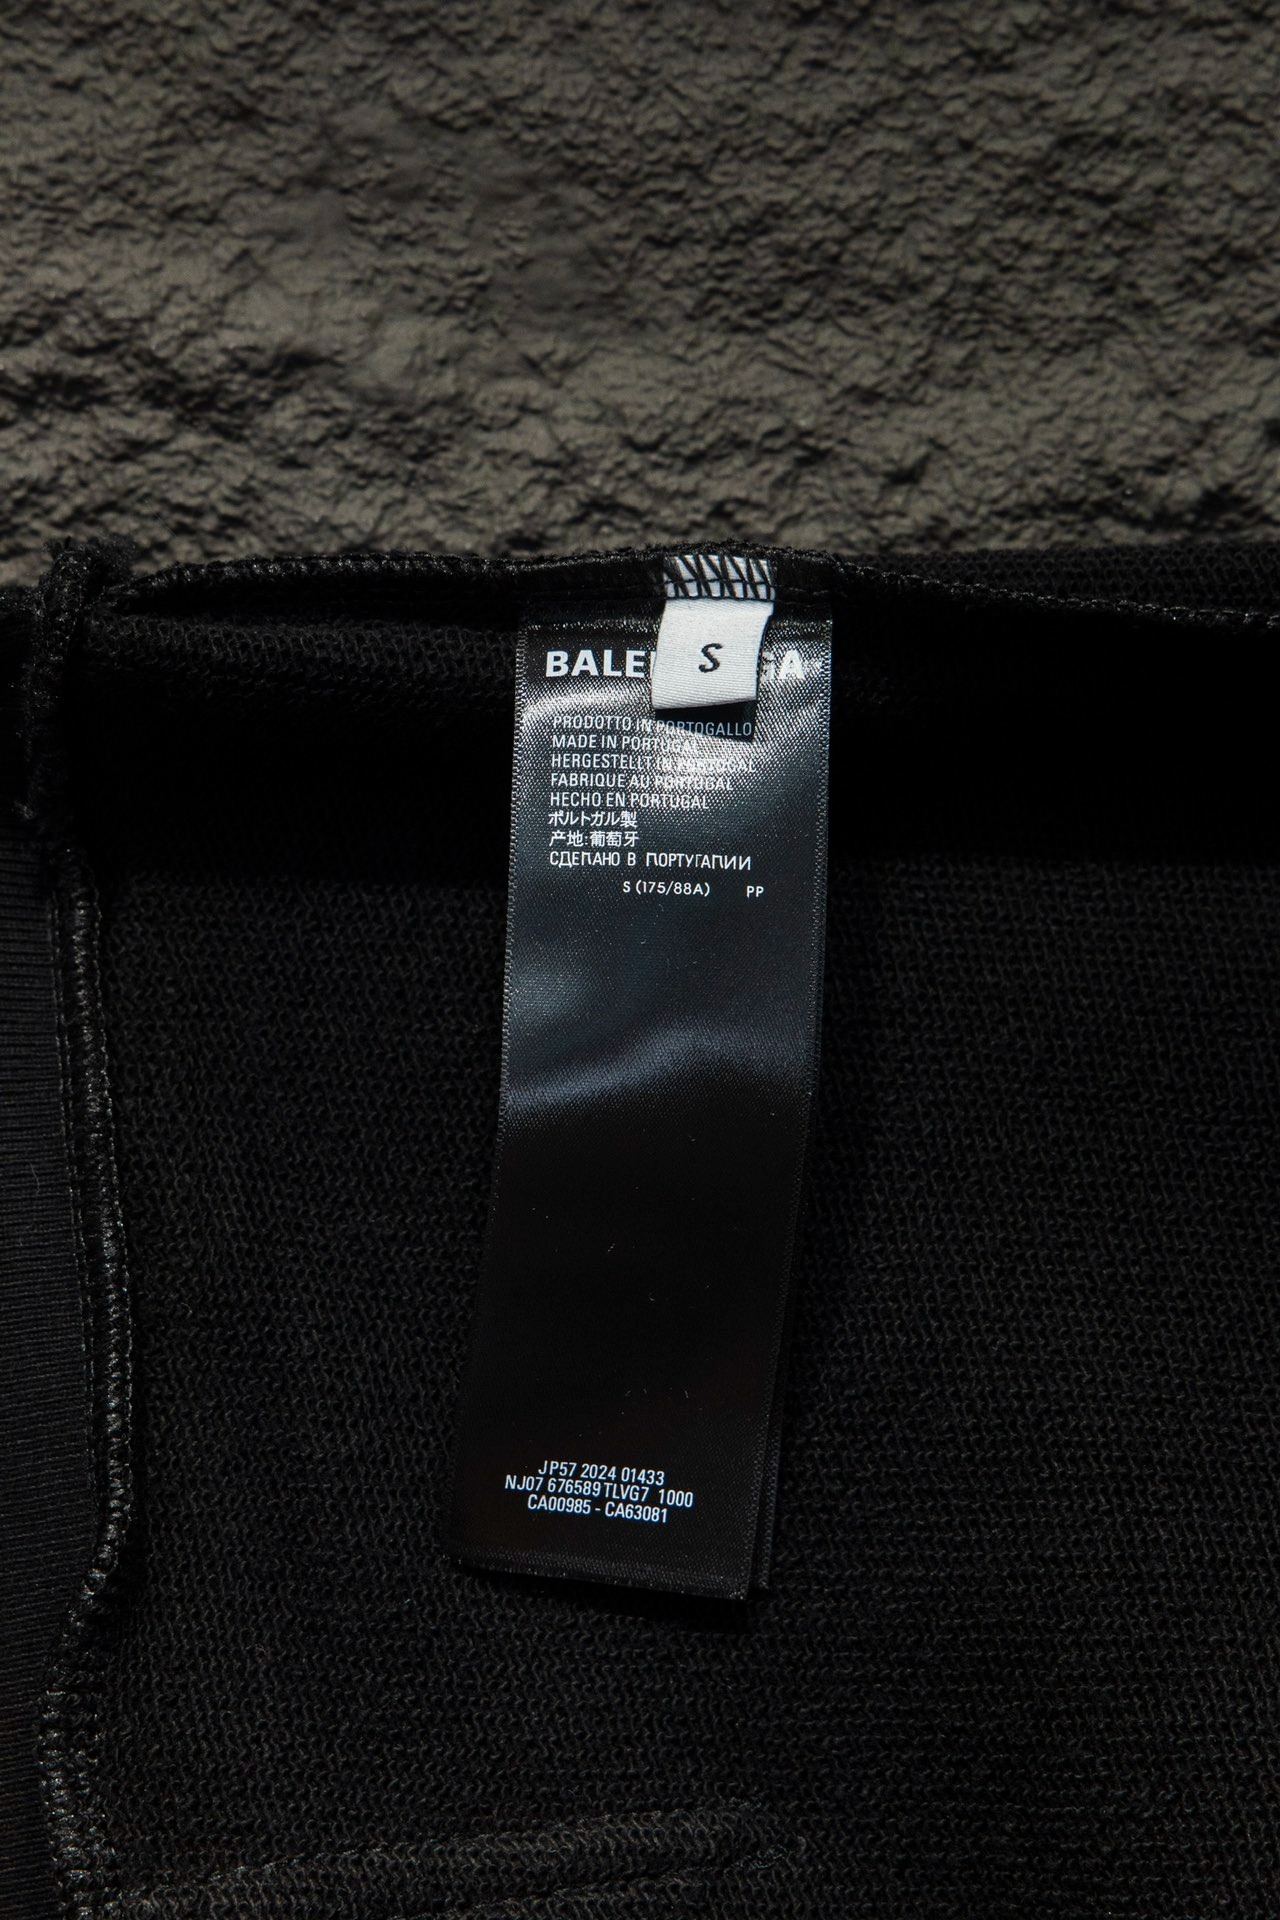 S
BALE GA
PRODOTTO IN PORTOGALLO
MADE IN PORTUGAL
HERGESTELLT IN PORTUGAL
FABRIQUE AU PORTUGAL
HECHO EN PORTUGAL
ポルトガル製
产地:葡萄牙
СДЕПАНО В ПОРТУГАПИИ
S (175/88A) PP
JP57 2024 01433
NJ07 676589 TLVG7 1000
CA00985 - CA63081